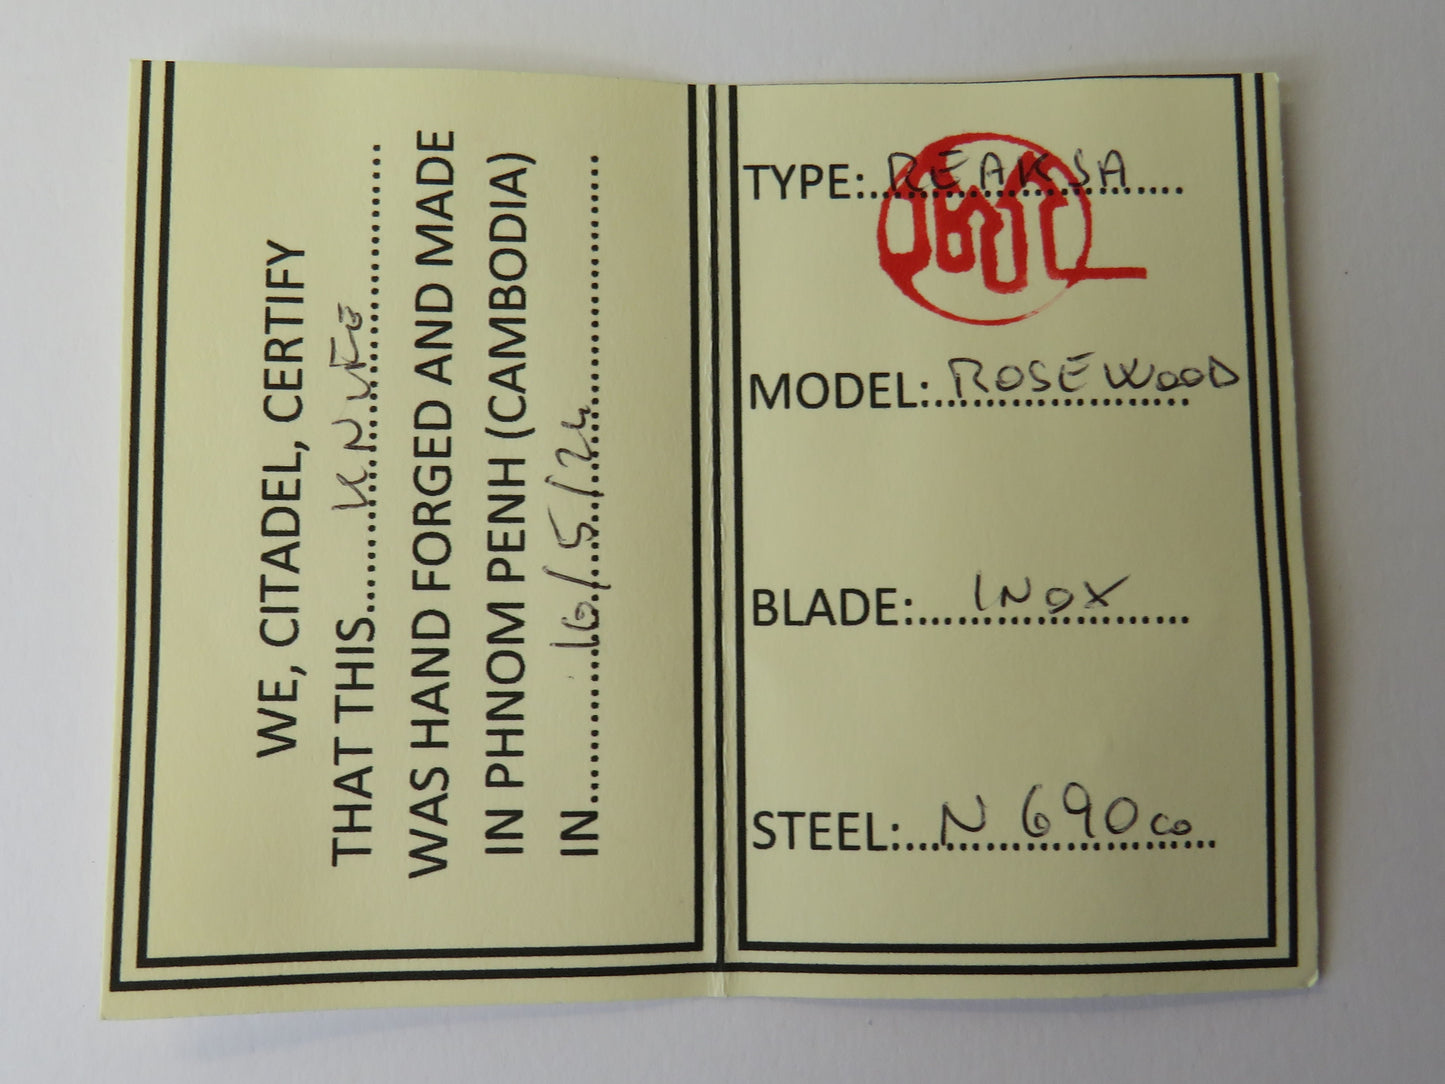 WE, CITADEL, CERTIFY
THAT THIS......KNIFE..................
WAS HAND FORGED AND MADE
IN PHNOM PENH (CAMBODIA)
IN..................16/5/24..............................
TYPE:...REAKSA.....
MODEL:...ROSEWOOD
BLADE:....INOX........
STEEL:...N690co..